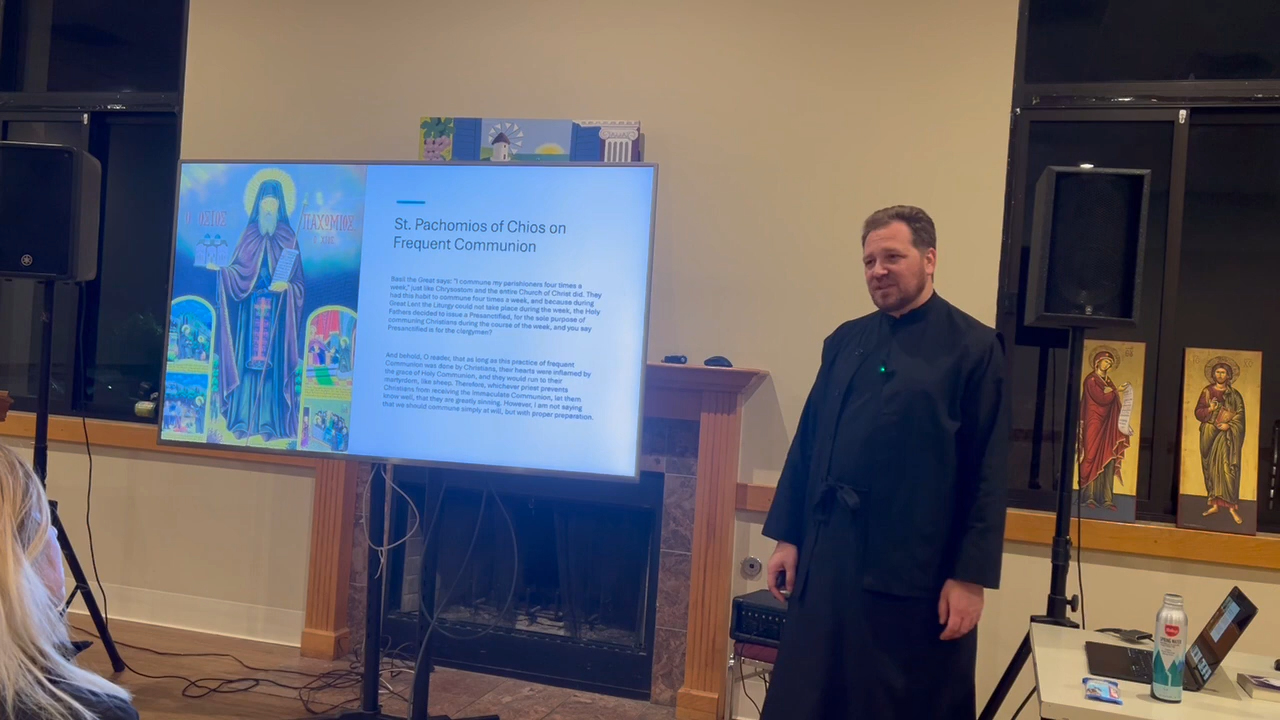 Ο ΟΣΙΟΣ
ΠΑΧΩΜΙΟΣ
St. Pachomios of Chios on
Frequent Communion
Basil the Great says: "I commune my parishioners four times a
week," just like Chrysostom and the entire Church of Christ did. They
had this habit to commune four times a week, and because during
Great Lent the Liturgy could not take place during the week, the Holy
Fathers decided to issue a Presanctified, for the sole purpose of
communing Christians during the course of the week, and you say
Presanctified is for the clergymen?
And behold, O reader, that as long as this practice of frequent
Communion was done by Christians, their hearts were inflamed by
the grace of Holy Communion, and they would run to their
martyrdom, like sheep. Therefore, whichever priest prevents
Christians from receiving the Immaculate Communion, let them
know well, that they are greatly sinning. However, i am not saying
that we should commune simply at will, but with proper preparation.